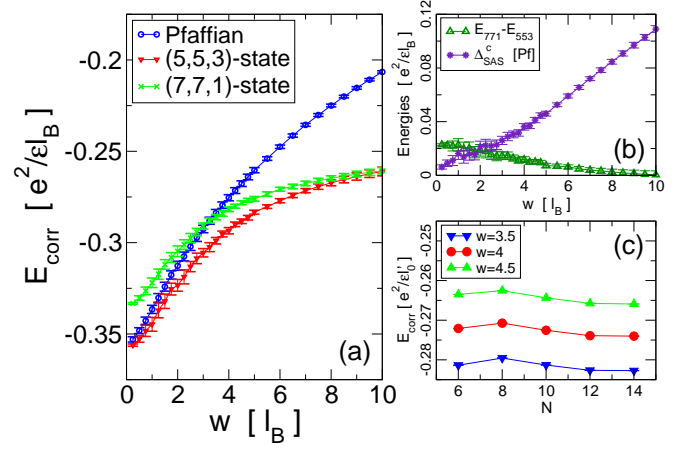 Pfaffian
(5,5,3)-state
(7,7,1)-state
-0.2
-0.25
-0.3
-0.35
E_corr [ e^2/εl_B ]
0 2 4 6 8 10
w [ l_B ]
(a)
E_771-E_553
Δ^c_SAS [Pf]
0.12
0.08
0.04
0
Energies [ e^2/εl_B ]
0 2 4 6 8 10
w [ l_B ]
(b)
(c)
w=3.5
w=4
w=4.5
-0.25
-0.26
-0.27
-0.28
E_corr [e^2/εl'_0]
6 8 10 12 14
N